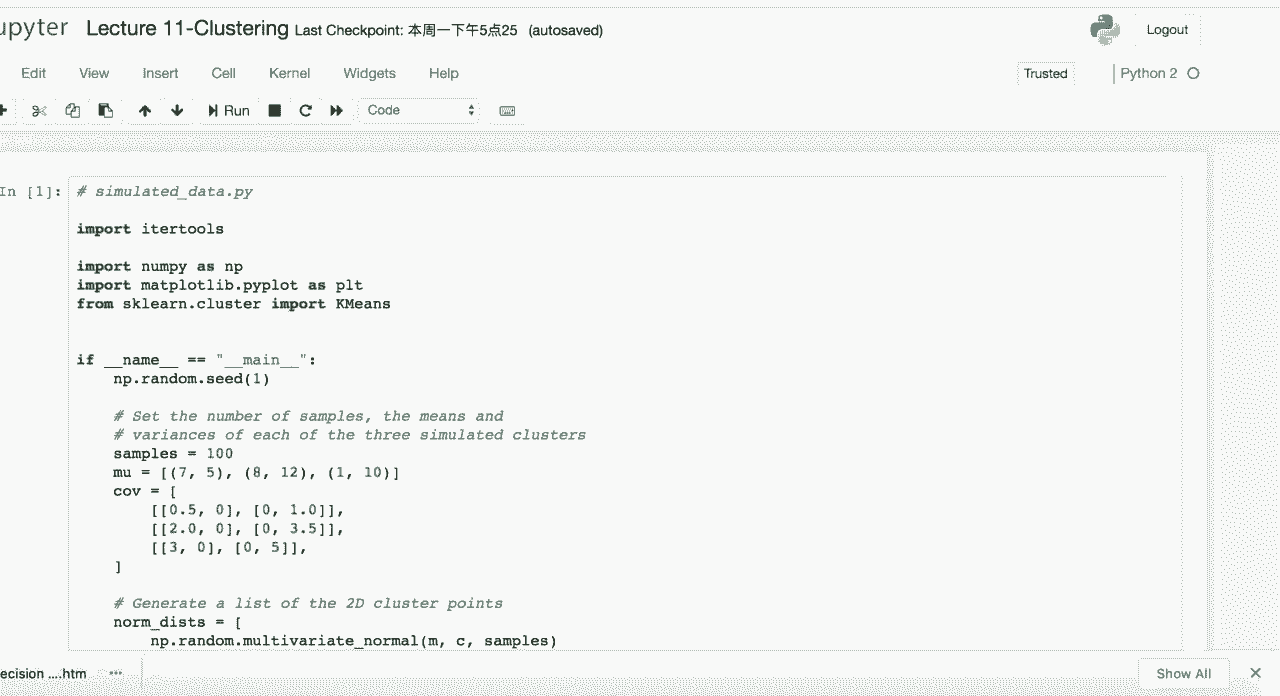 upyter Lecture 11-Clustering Last Checkpoint: 本周一下午5点25 (autosaved) Logout
Edit View Insert Cell Kernel Widgets Help Trusted Python 2
Run Code
In [1]: # simulated_data.py
import itertools
import numpy as np
import matplotlib.pyplot as plt
from sklearn.cluster import KMeans
if __name__ == "__main__":
np.random.seed(1)
# Set the number of samples, the means and
# variances of each of the three simulated clusters
samples = 100
mu = [(7, 5), (8, 12), (1, 10)]
cov = [
[[0.5, 0], [0, 1.0]],
[[2.0, 0], [0, 3.5]],
[[3, 0], [0, 5]],
]
# Generate a list of the 2D cluster points
norm_dists = [
np.random.multivariate_normal(m, c, samples)
ecision ....htm Show All